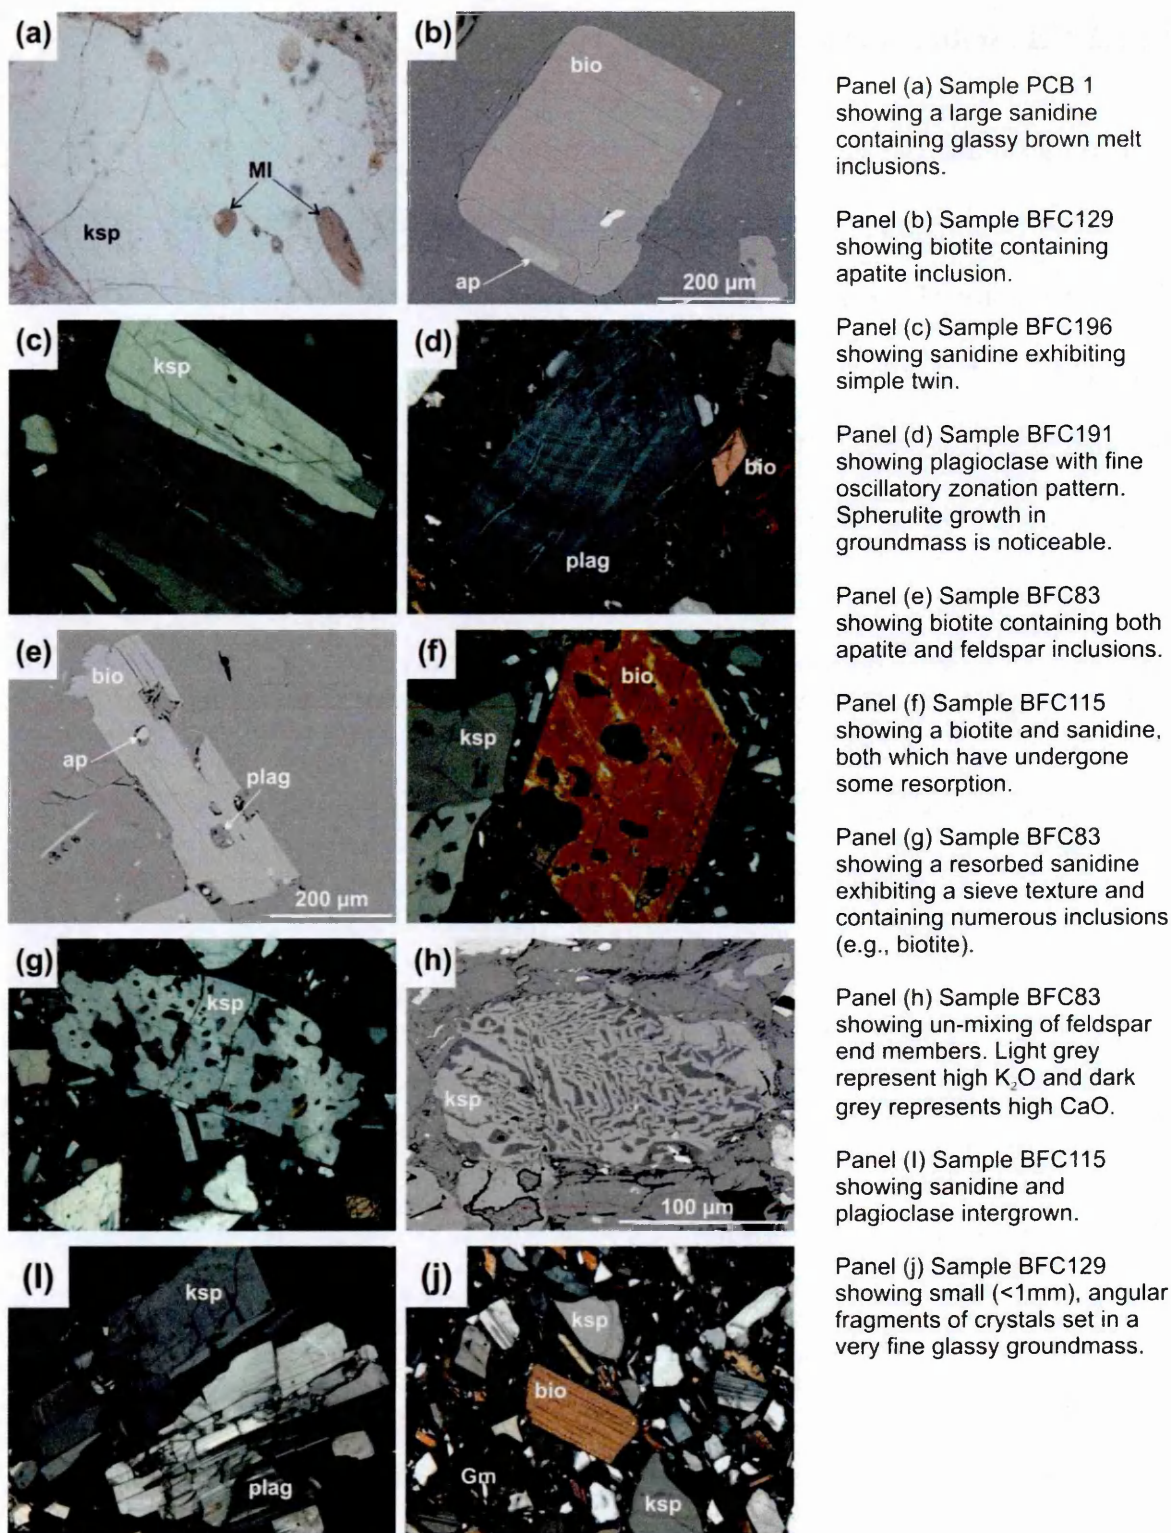 (a)
MI
ksp
(b)
bio
ap
200 µm
(c)
ksp
(d)
bio
plag
(e)
bio
ap
plag
200 µm
(f)
bio
ksp
(g)
ksp
(h)
ksp
100 µm
(I)
ksp
plag
(j)
ksp
bio
Gm
ksp
Panel (a) Sample PCB 1
showing a large sanidine
containing glassy brown melt
inclusions.
Panel (b) Sample BFC129
showing biotite containing
apatite inclusion.
Panel (c) Sample BFC196
showing sanidine exhibiting
simple twin.
Panel (d) Sample BFC191
showing plagioclase with fine
oscillatory zonation pattern.
Spherulite growth in
groundmass is noticeable.
Panel (e) Sample BFC83
showing biotite containing both
apatite and feldspar inclusions.
Panel (f) Sample BFC115
showing a biotite and sanidine,
both which have undergone
some resorption.
Panel (g) Sample BFC83
showing a resorbed sanidine
exhibiting a sieve texture and
containing numerous inclusions
(e.g., biotite).
Panel (h) Sample BFC83
showing un-mixing of feldspar
end members. Light grey
represent high K₂O and dark
grey represents high CaO.
Panel (I) Sample BFC115
showing sanidine and
plagioclase intergrown.
Panel (j) Sample BFC129
showing small (<1mm), angular
fragments of crystals set in a
very fine glassy groundmass.